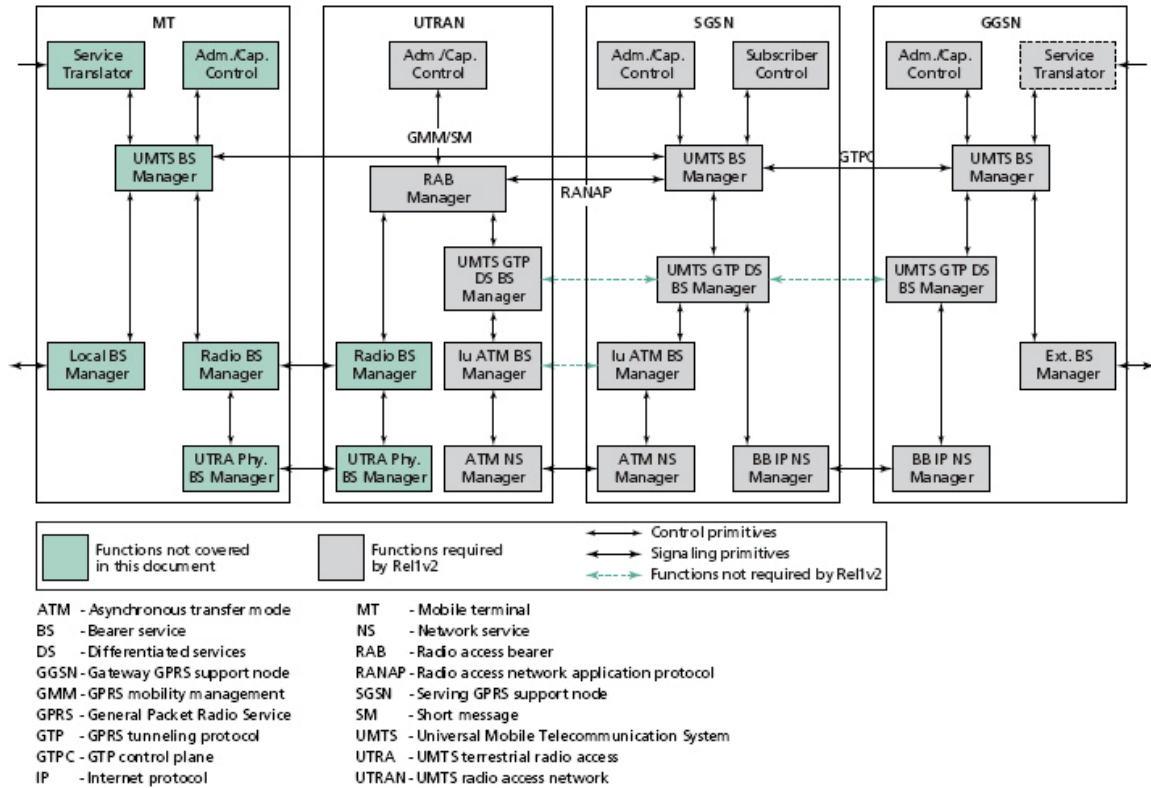 MT
UTRAN
SGSN
GGSN
Service
Translator
Adm./Cap.
Control
Adm./Cap.
Control
Adm./Cap.
Control
Subscriber
Control
Adm./Cap.
Control
Service
Translator
GMM/SM
UMTS BS
Manager
RAB
Manager
RANAP
UMTS BS
Manager
GTPC
UMTS BS
Manager
UMTS GTP
DS BS
Manager
UMTS GTP DS
BS Manager
UMTS GTP DS
BS Manager
Local BS
Manager
Radio BS
Manager
Radio BS
Manager
Iu ATM BS
Manager
Iu ATM BS
Manager
Ext. BS
Manager
UTRA Phy.
BS Manager
UTRA Phy.
BS Manager
ATM NS
Manager
ATM NS
Manager
BB IP NS
Manager
BB IP NS
Manager
Functions not covered
in this document
Functions required
by Rel1v2
Control primitives
Signaling primitives
Functions not required by Rel1v2
ATM - Asynchronous transfer mode
BS - Bearer service
DS - Differentiated services
GGSN - Gateway GPRS support node
GMM - GPRS mobility management
GPRS - General Packet Radio Service
GTP - GPRS tunneling protocol
GTPC - GTP control plane
IP - Internet protocol
MT - Mobile terminal
NS - Network service
RAB - Radio access bearer
RANAP - Radio access network application protocol
SGSN - Serving GPRS support node
SM - Short message
UMTS - Universal Mobile Telecommunication System
UTRA - UMTS terrestrial radio access
UTRAN - UMTS radio access network